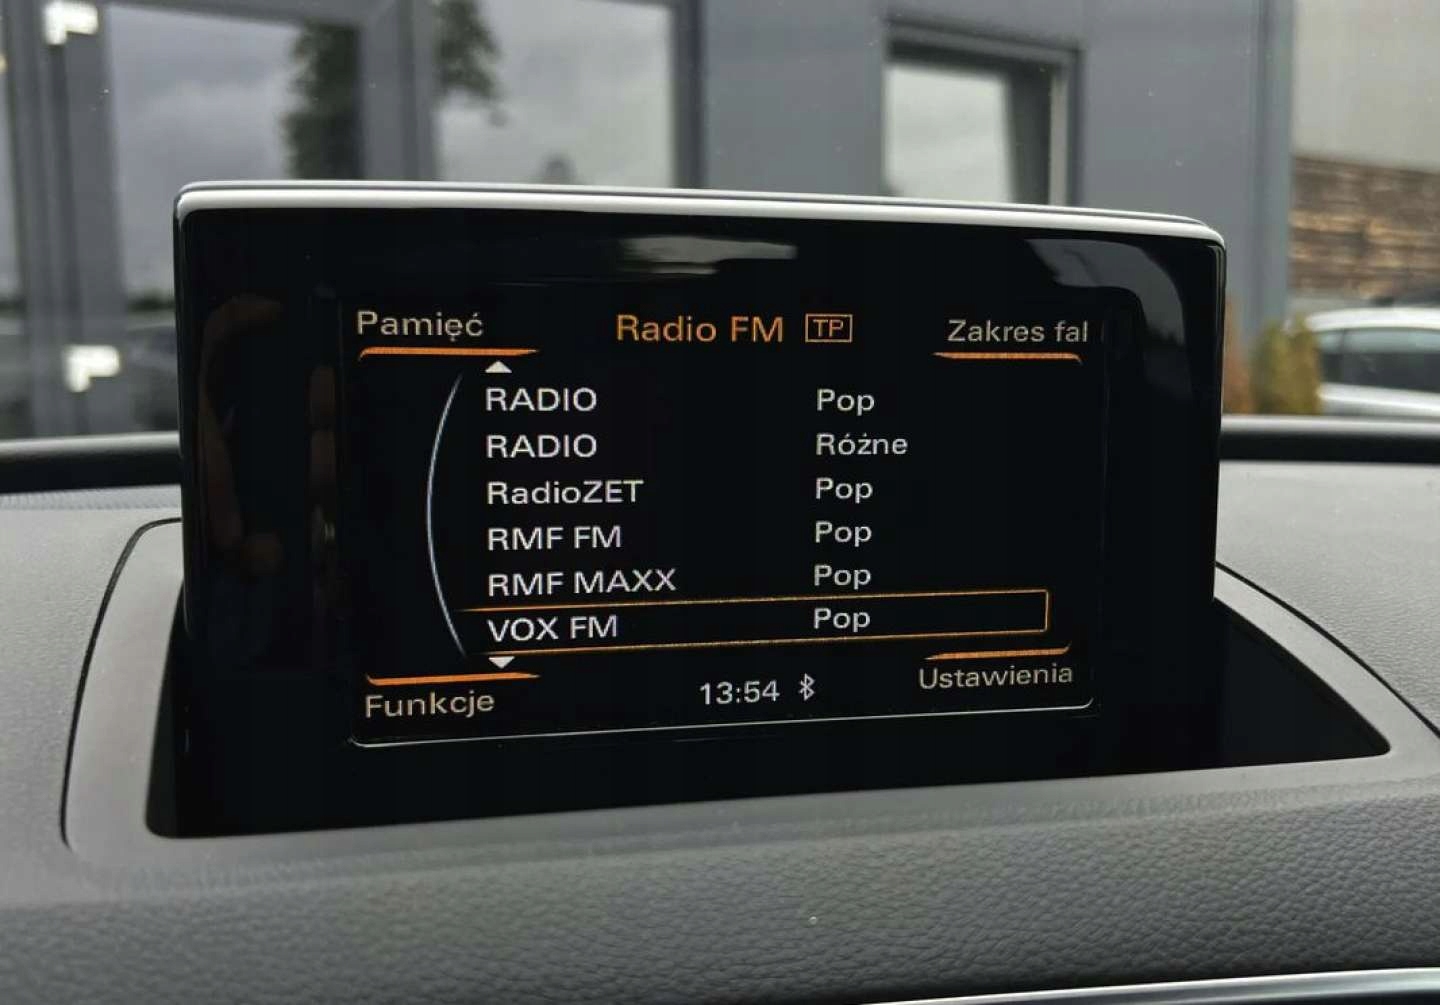 Pamięć Radio FM TP Zakres fal
RADIO Pop
RADIO Różne
RadioZET Pop
RMF FM Pop
RMF MAXX Pop
VOX FM Pop
Funkcje 13:54 Ustawienia